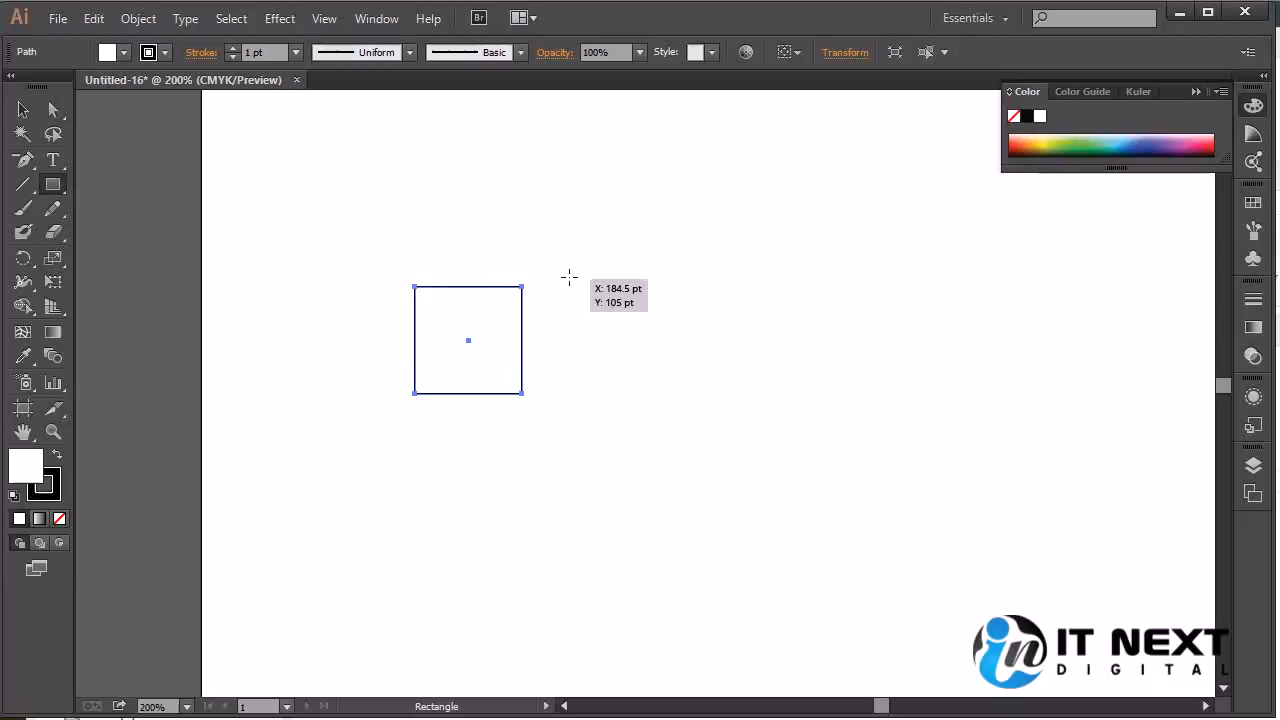 Ai File Edit Object Type Select Effect View Window Help Br Essentials
Path Stroke: 1 pt Uniform Basic Opacity: 100% Style: Transform
Untitled-16* @ 200% (CMYK/Preview)
Color Color Guide Kuler
T
X: 184.5 pt
Y: 105 pt
in IT NEXT
DIGITAL
200% 1 Rectangle